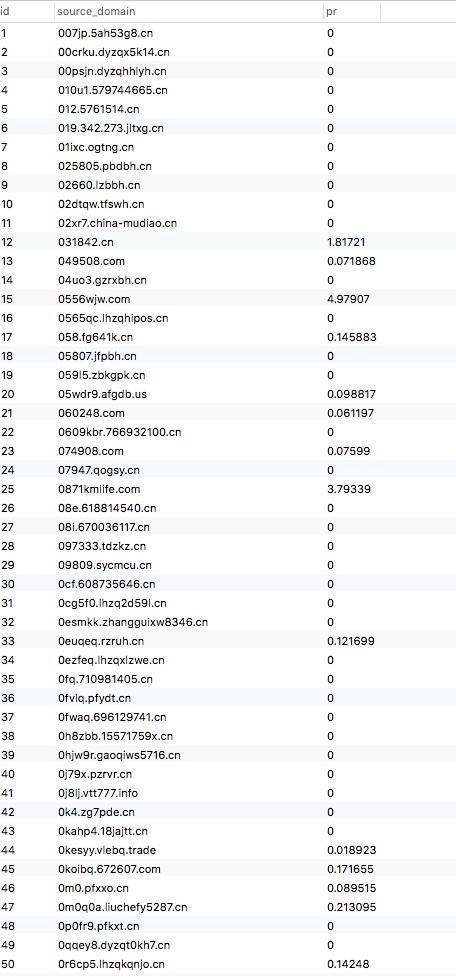 id source_domain pr
1 007jp.5ah53g8.cn 0
2 00crku.dyzqx5k14.cn 0
3 00psjn.dyzqhhlyh.cn 0
4 010u1.579744665.cn 0
5 012.5761514.cn 0
6 019.342.273.jltxg.cn 0
7 01ixc.ogtng.cn 0
8 025805.pbdbh.cn 0
9 02660.lzbbh.cn 0
10 02dtqw.tfswh.cn 0
11 02xr7.china-mudiao.cn 0
12 031842.cn 1.81721
13 049508.com 0.071868
14 04uo3.gzrxbh.cn 0
15 0556wjw.com 4.97907
16 0565qc.lhzqhipos.cn 0
17 058.fg641k.cn 0.145883
18 05807.jfpbh.cn 0
19 059l5.zbkgpk.cn 0
20 05wdr9.afgdb.us 0.098817
21 060248.com 0.061197
22 0609kbr.766932100.cn 0
23 074908.com 0.07599
24 07947.qogsy.cn 0
25 0871kmlife.com 3.79339
26 08e.618814540.cn 0
27 08i.670036117.cn 0
28 097333.tdzkz.cn 0
29 09809.sycmcu.cn 0
30 0cf.608735646.cn 0
31 0cg5f0.lhzq2d59l.cn 0
32 0esmkk.zhangguixw8346.cn 0
33 0euqeq.rzruh.cn 0.121699
34 0ezfeq.lhzqxlzwe.cn 0
35 0fq.710981405.cn 0
36 0fvlq.pfydt.cn 0
37 0fwaq.696129741.cn 0
38 0h8zbb.15571759x.cn 0
39 0hjw9r.gaoqiws5716.cn 0
40 0j79x.pzrvr.cn 0
41 0j8lj.vtt777.info 0
42 0k4.zg7pde.cn 0
43 0kahp4.18jajtt.cn 0
44 0kesyy.vlebq.trade 0.018923
45 0koibq.672607.com 0.171655
46 0m0.pfxxo.cn 0.089515
47 0m0q0a.liuchefy5287.cn 0.213095
48 0p0fr9.pfkxt.cn 0
49 0qqey8.dyzqt0kh7.cn 0
50 0r6cp5.lhzqkqnjo.cn 0.14248